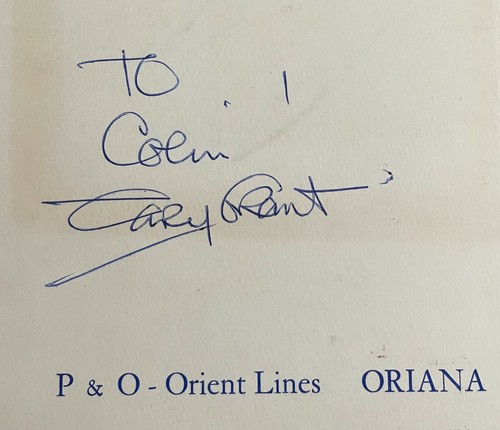 TO
Colin
Cary Grant
P & O - Orient Lines ORIANA